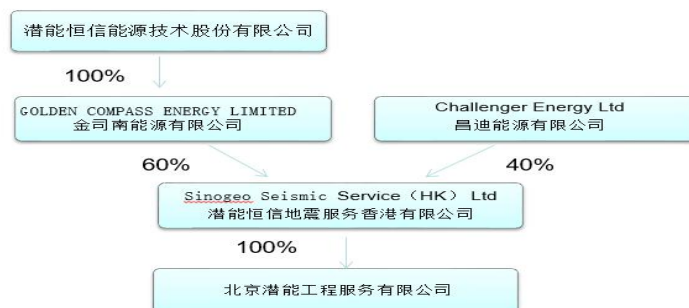 潜能恒信能源技术股份有限公司
100%
GOLDEN COMPASS ENERGY LIMITED
金司南能源有限公司
Challenger Energy Ltd
昌迪能源有限公司
60%
40%
Sinogeo Seismic Service（HK） Ltd
潜能恒信地震服务香港有限公司
100%
北京潜能工程服务有限公司